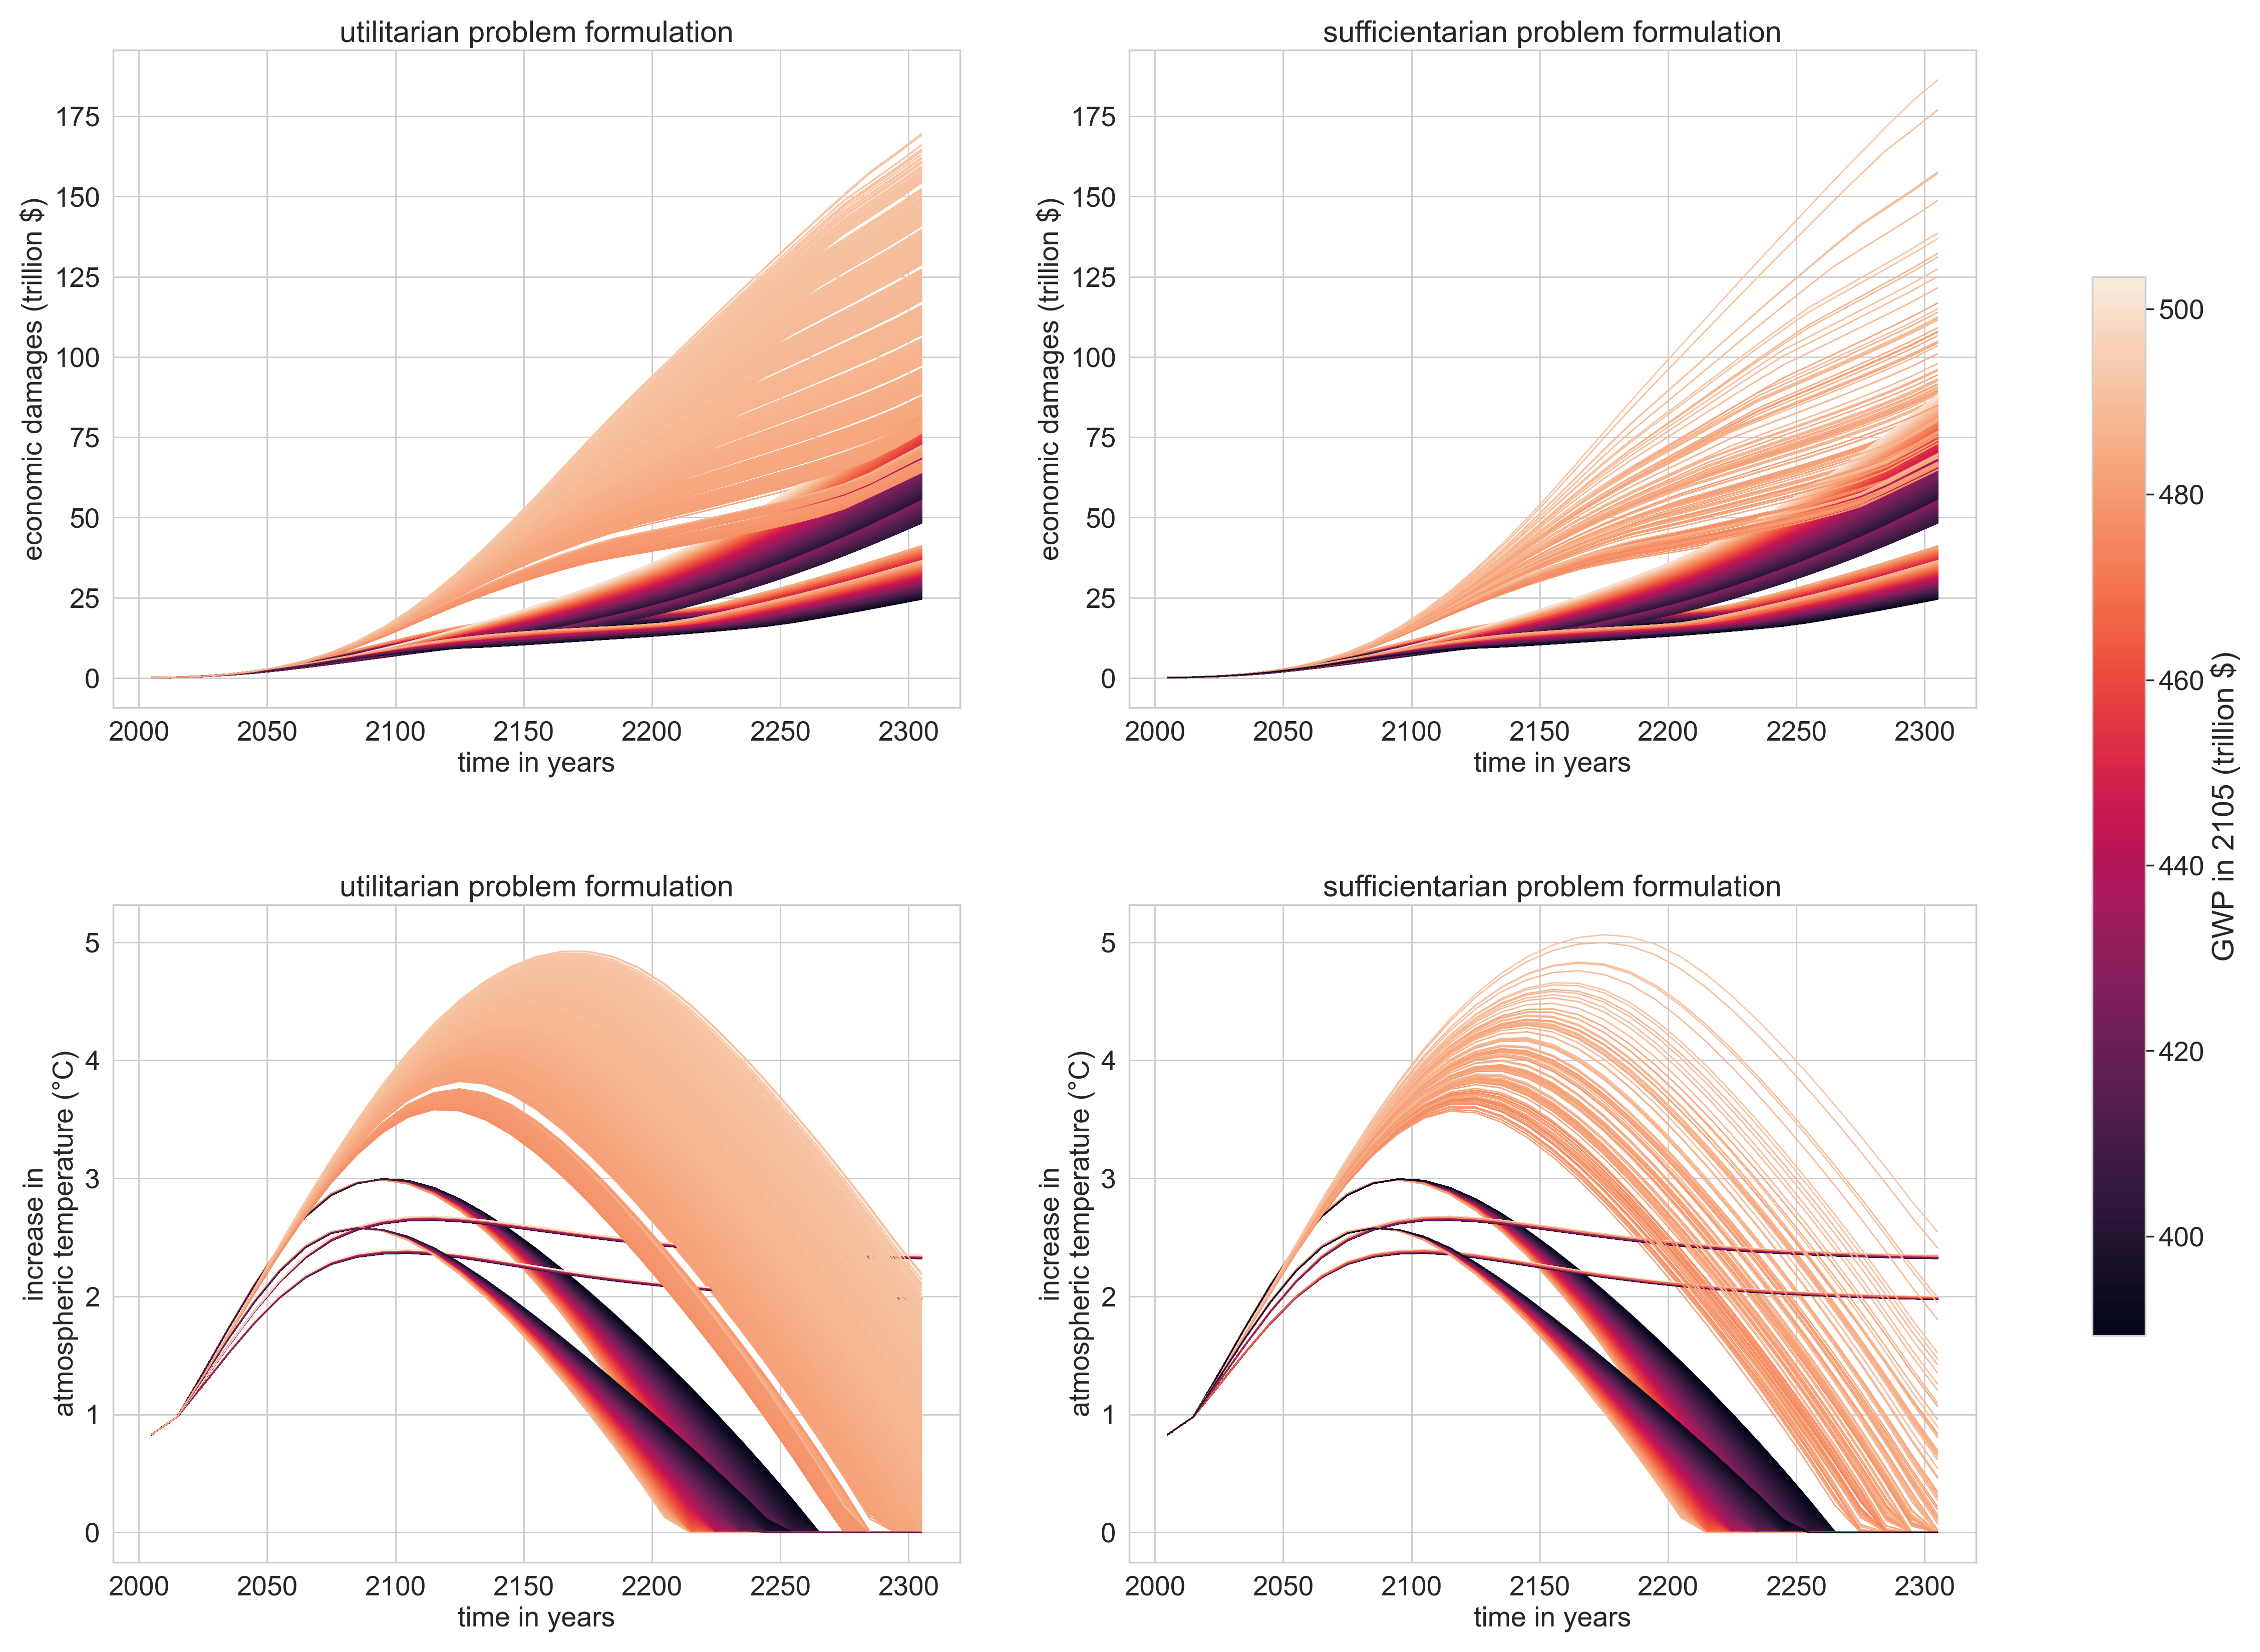 utilitarian problem formulation
sufficientarian problem formulation
economic damages (trillion $)
175
150
125
100
75
50
25
0
2000 2050 2100 2150 2200 2250 2300
time in years
economic damages (trillion $)
175
150
125
100
75
50
25
0
2000 2050 2100 2150 2200 2250 2300
time in years
utilitarian problem formulation
sufficientarian problem formulation
increase in
atmospheric temperature (°C)
5
4
3
2
1
0
2000 2050 2100 2150 2200 2250 2300
time in years
increase in
atmospheric temperature (°C)
5
4
3
2
1
0
2000 2050 2100 2150 2200 2250 2300
time in years
500
480
460
440
420
400
GWP in 2105 (trillion $)